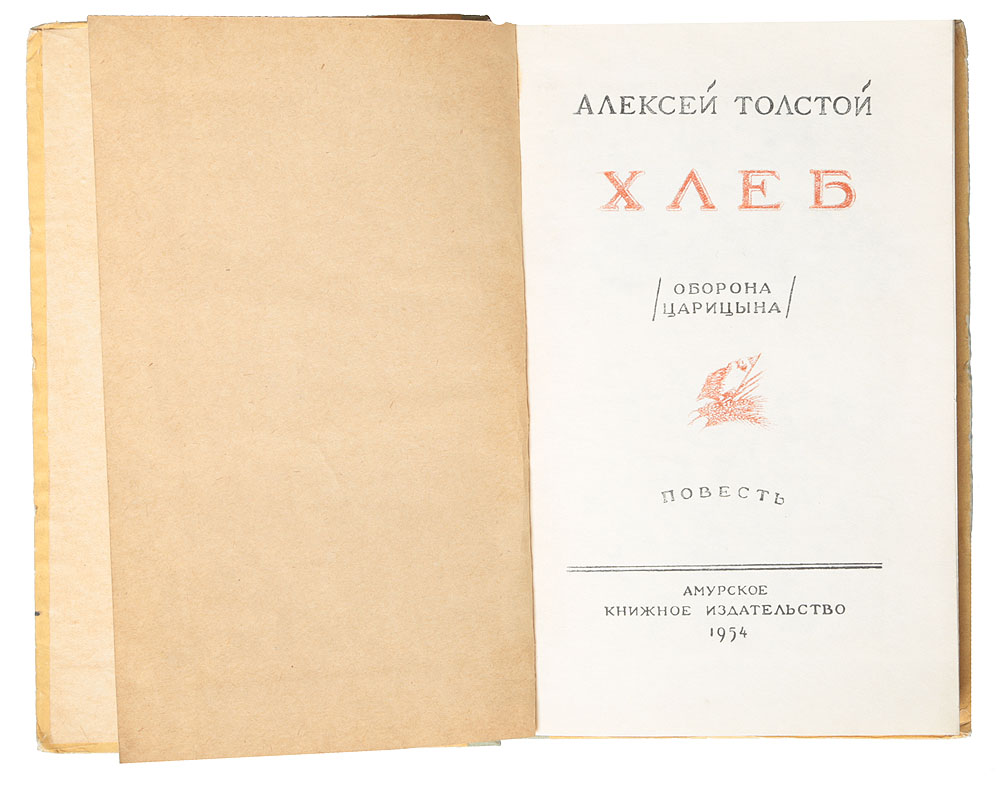 АЛЕКСЕЙ ТОЛСТОЙ
ХЛЕБ
/ОБОРОНА
ЦАРИЦЫНА/
ПОВЕСТЬ
АМУРСКОЕ
КНИЖНОЕ ИЗДАТЕЛЬСТВО
1954